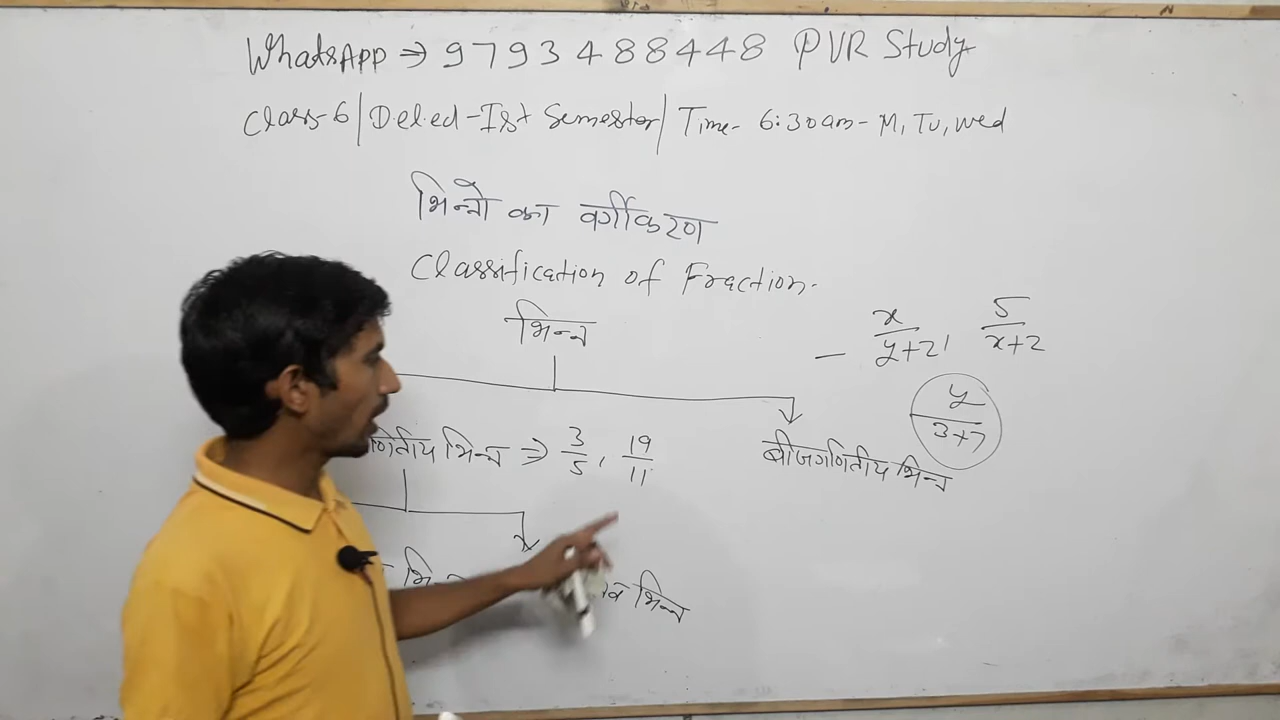 WhatsApp ⇒ 9793488448 PVR Study
Class-6 | D.el.ed-Ist Semester | Time- 6:30am- M, Tu, Wed
भिन्नों का वर्गीकरण
Classification of Fraction.
भिन्न
— x/y+2, 5/x+2
y/3+7
भिन्न ⇒ 3/5, 19/11
बीजगणितीय भिन्न
भिन्न